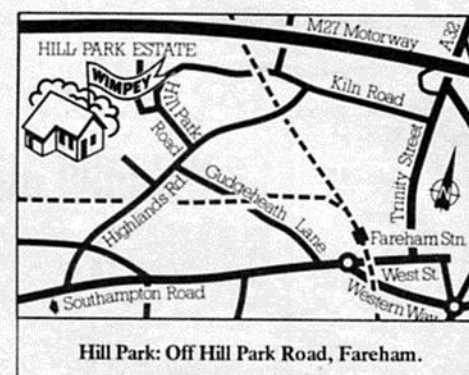 M27 Motorway
A32
HILL PARK ESTATE
WIMPEY
Hill Park
Road
Kiln Road
Trinity Street
N
Gudgeheath Lane
Highlands Rd
Fareham Stn.
West St.
Southampton Road
Western Way
Hill Park: Off Hill Park Road, Fareham.